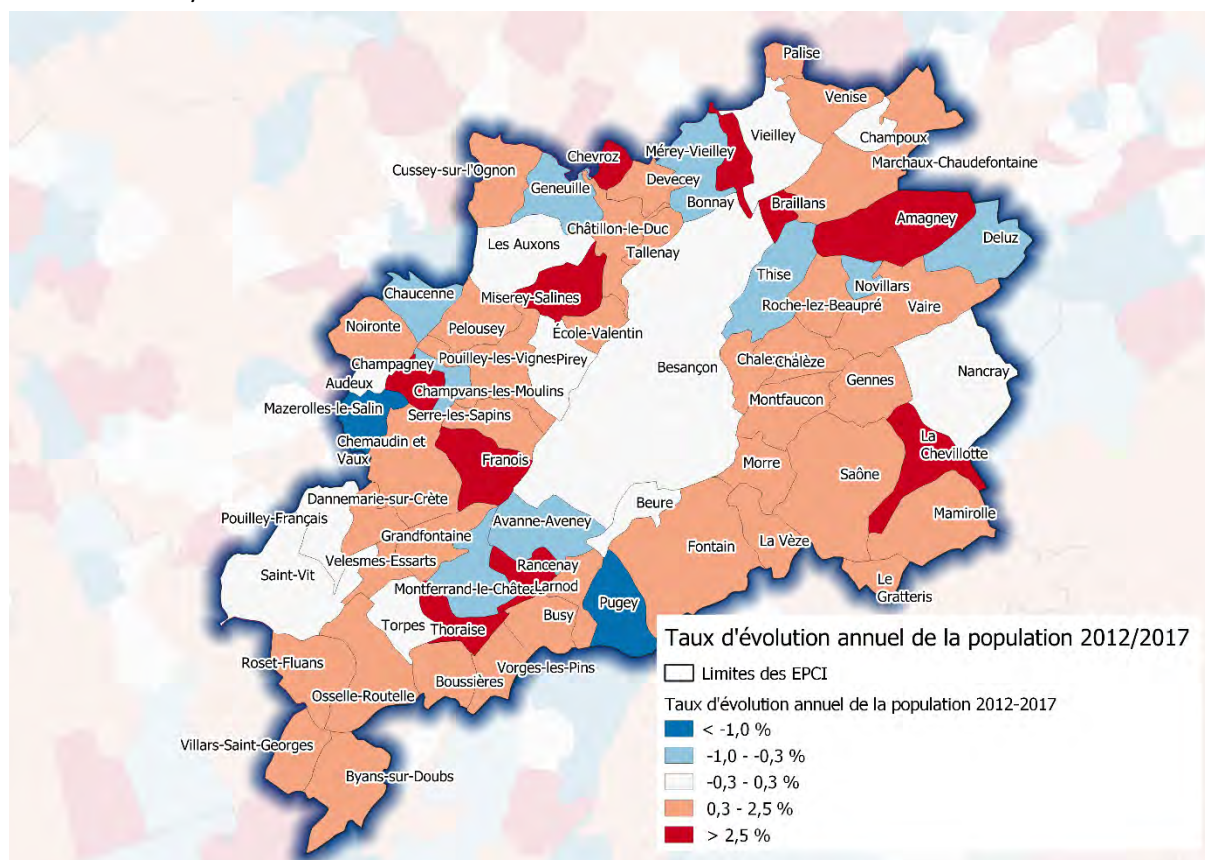 Palise
Venise
Vieilley
Champoux
Mérey-Vieilley
Chevroz
Marchaux-Chaudefontaine
Cussey-sur-l'Ognon
Devecey
Geneuille
Bonnay
Braillans
Amagney
Châtillon-le-Duc
Deluz
Les Auxons
Tallenay
Thise
Chaucenne
Novillars
Miserey-Salines
Roche-lez-Beaupré
Vaire
Noironte
Pelousey
École-Valentin
Pouilley-les-Vignes
Pirey
Champagney
Besançon
Châlèze
Nancray
Audeux
Champvans-les-Moulins
Gennes
Mazerolles-le-Salin
Montfaucon
Serre-les-Sapins
Chemaudin et
Vaux
La
Chevillotte
Franois
Morre
Saône
Dannemarie-sur-Crète
Beure
Mamirolle
Pouilley-Français
Avanne-Aveney
Grandfontaine
Fontain
La Vèze
Velesmes-Essarts
Rancenay
Saint-Vit
Larnod
Le
Gratteris
Pugey
Busy
Torpes
Thoraise
Roset-Fluans
Vorges-les-Pins
Boussières
Osselle-Routelle
Villars-Saint-Georges
Byans-sur-Doubs
Taux d'évolution annuel de la population 2012/2017
Limites des EPCI
Taux d'évolution annuel de la population 2012-2017
< -1,0 %
-1,0 - -0,3 %
-0,3 - 0,3 %
0,3 - 2,5 %
> 2,5 %